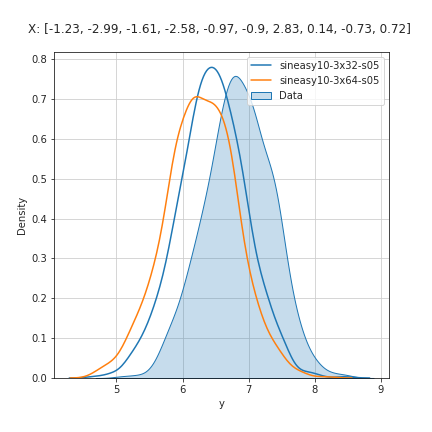 X: [-1.23, -2.99, -1.61, -2.58, -0.97, -0.9, 2.83, 0.14, -0.73, 0.72]
sineasy10-3x32-s05
sineasy10-3x64-s05
Data
0.8
0.7
0.6
0.5
0.4
0.3
0.2
0.1
0.0
Density
5 6 7 8 9
y